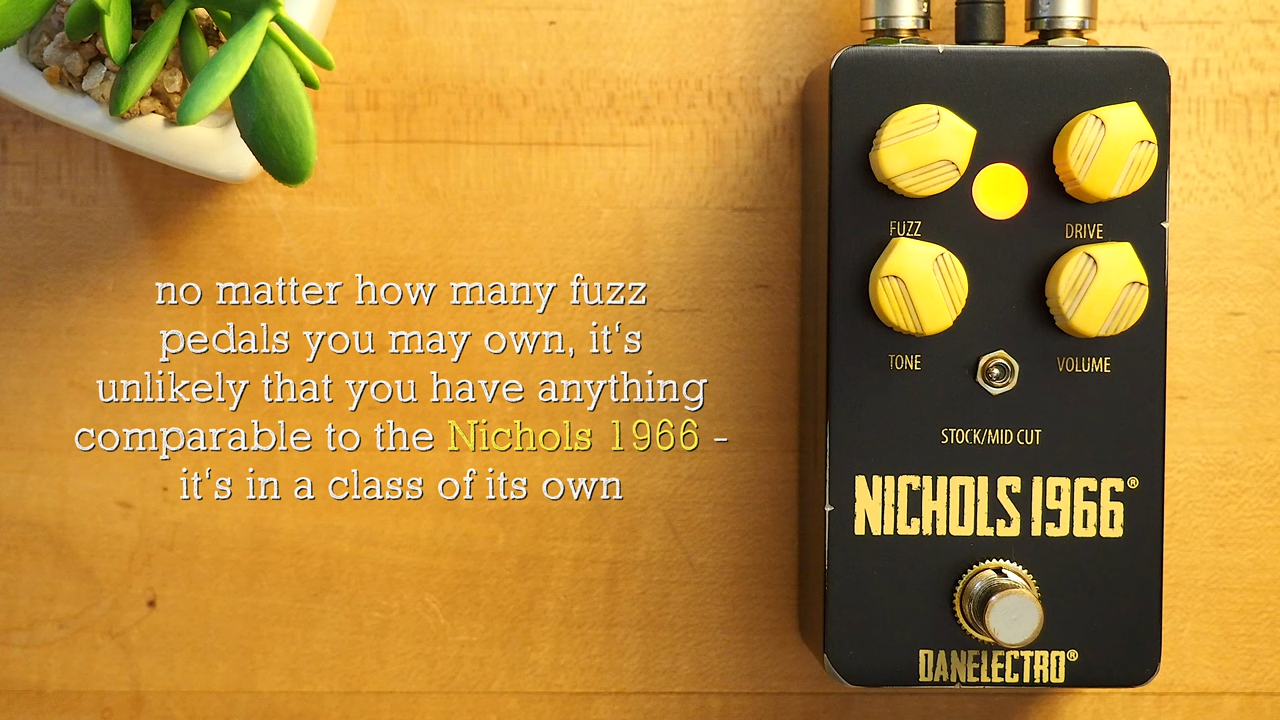 no matter how many fuzz
pedals you may own, it's
unlikely that you have anything
comparable to the Nichols 1966 -
it's in a class of its own
FUZZ
DRIVE
TONE
VOLUME
STOCK/MID CUT
NICHOLS 1966®
DANELECTRO®